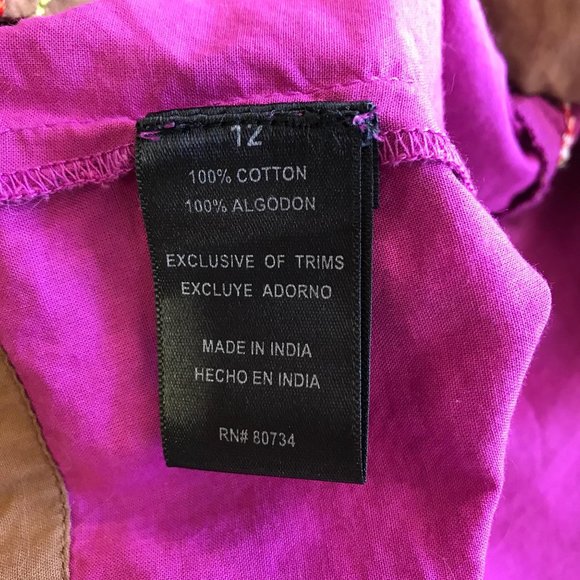 12
100% COTTON
100% ALGODON
EXCLUSIVE OF TRIMS
EXCLUYE ADORNO
MADE IN INDIA
HECHO EN INDIA
RN# 80734